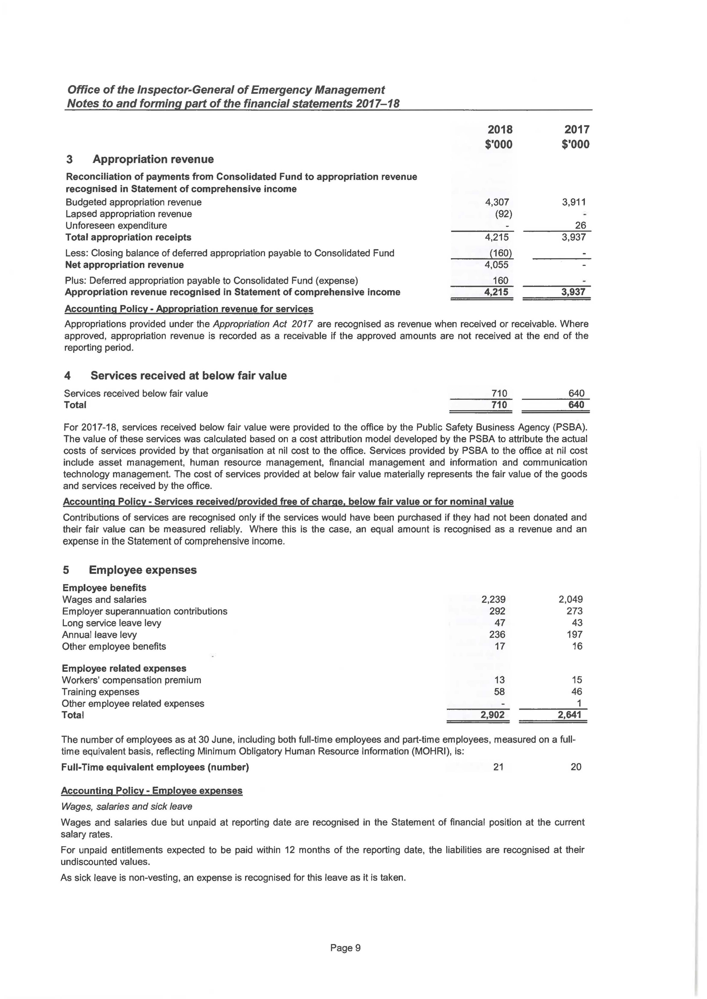 Office of the Inspector-General of Emergency Management
Notes to and forming part of the financial statements 2017–18
2018 2017
$'000 $'000
3 Appropriation revenue
Reconciliation of payments from Consolidated Fund to appropriation revenue
recognised in Statement of comprehensive income
Budgeted appropriation revenue 4,307 3,911
Lapsed appropriation revenue (92) -
Unforeseen expenditure - 26
Total appropriation receipts 4,215 3,937
Less: Closing balance of deferred appropriation payable to Consolidated Fund (160) -
Net appropriation revenue 4,055 -
Plus: Deferred appropriation payable to Consolidated Fund (expense) 160 -
Appropriation revenue recognised in Statement of comprehensive income 4,215 3,937
Accounting Policy - Appropriation revenue for services
Appropriations provided under the Appropriation Act 2017 are recognised as revenue when received or receivable. Where
approved, appropriation revenue is recorded as a receivable if the approved amounts are not received at the end of the
reporting period.
4 Services received at below fair value
Services received below fair value 710 640
Total 710 640
For 2017-18, services received below fair value were provided to the office by the Public Safety Business Agency (PSBA).
The value of these services was calculated based on a cost attribution model developed by the PSBA to attribute the actual
costs of services provided by that organisation at nil cost to the office. Services provided by PSBA to the office at nil cost
include asset management, human resource management, financial management and information and communication
technology management. The cost of services provided at below fair value materially represents the fair value of the goods
and services received by the office.
Accounting Policy - Services received/provided free of charge, below fair value or for nominal value
Contributions of services are recognised only if the services would have been purchased if they had not been donated and
their fair value can be measured reliably. Where this is the case, an equal amount is recognised as a revenue and an
expense in the Statement of comprehensive income.
5 Employee expenses
Employee benefits
Wages and salaries 2,239 2,049
Employer superannuation contributions 292 273
Long service leave levy 47 43
Annual leave levy 236 197
Other employee benefits 17 16
Employee related expenses
Workers' compensation premium 13 15
Training expenses 58 46
Other employee related expenses - 1
Total 2,902 2,641
The number of employees as at 30 June, including both full-time employees and part-time employees, measured on a full-
time equivalent basis, reflecting Minimum Obligatory Human Resource Information (MOHRI), is:
Full-Time equivalent employees (number) 21 20
Accounting Policy - Employee expenses
Wages, salaries and sick leave
Wages and salaries due but unpaid at reporting date are recognised in the Statement of financial position at the current
salary rates.
For unpaid entitlements expected to be paid within 12 months of the reporting date, the liabilities are recognised at their
undiscounted values.
As sick leave is non-vesting, an expense is recognised for this leave as it is taken.
Page 9